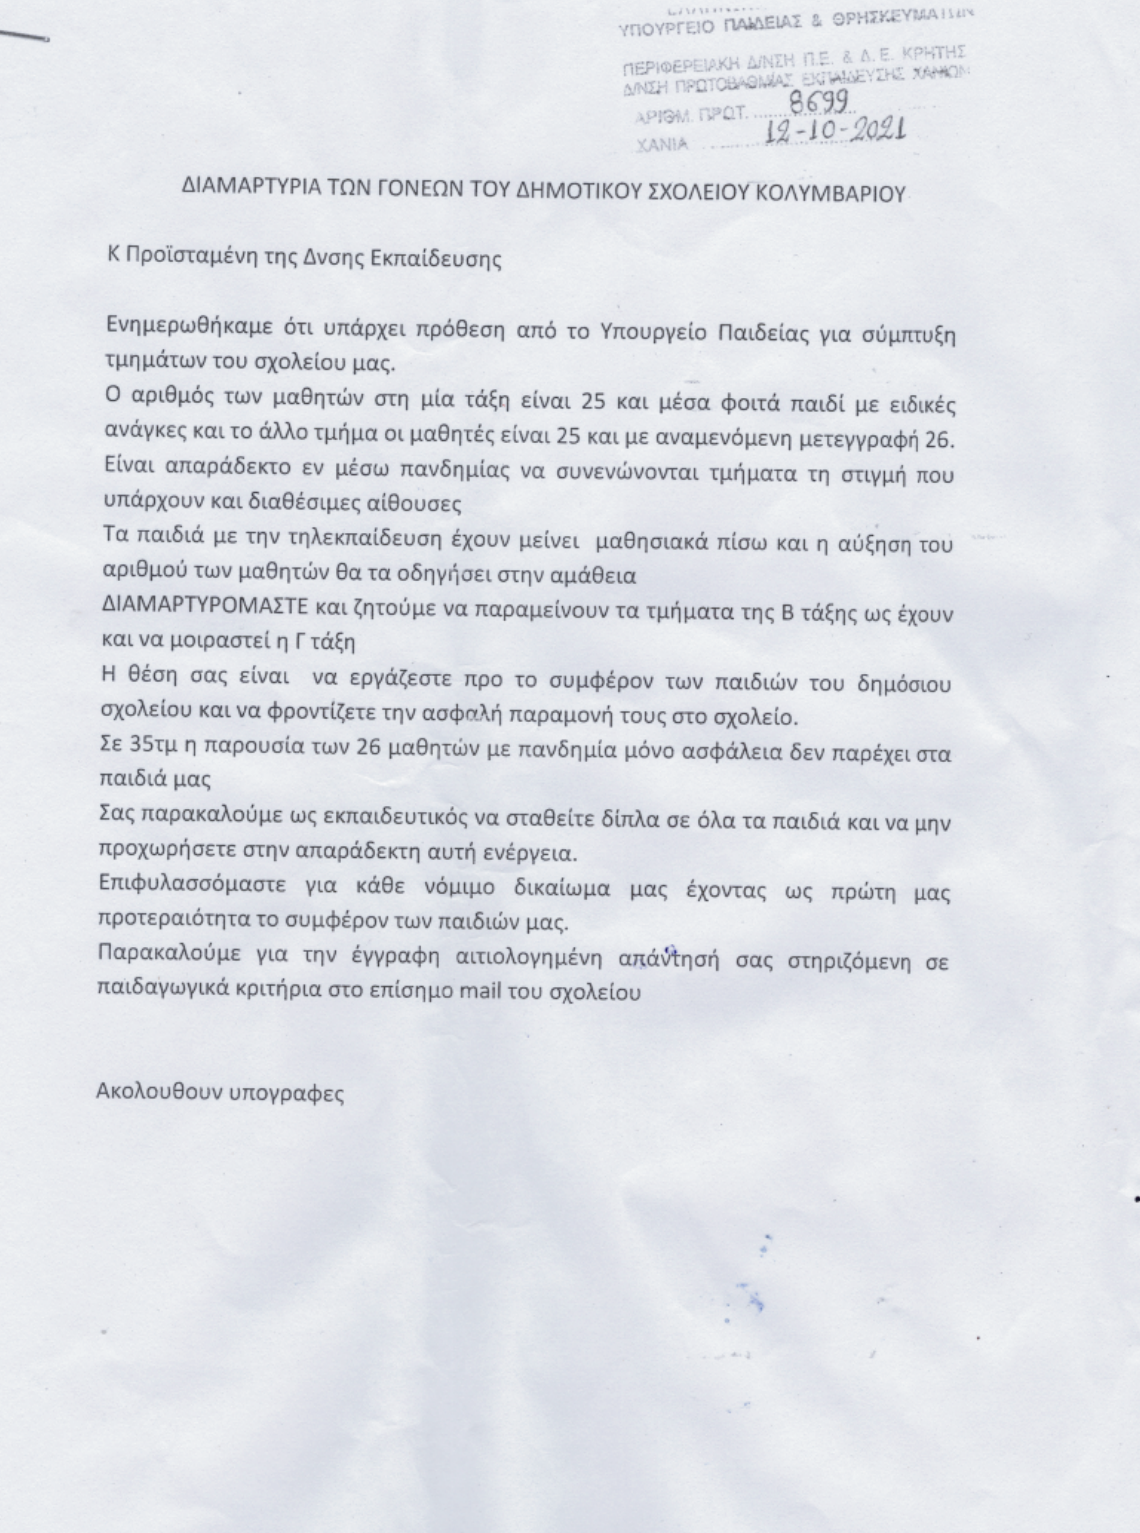 ΥΠΟΥΡΓΕΙΟ ΠΑΙΔΕΙΑΣ & ΘΡΗΣΚΕΥΜΑΤΩΝ
ΠΕΡΙΦΕΡΕΙΑΚΗ Δ/ΝΣΗ Π.Ε. & Δ.Ε. ΚΡΗΤΗΣ
Δ/ΝΣΗ ΠΡΩΤΟΒΑΘΜΙΑΣ ΕΚΠΑΙΔΕΥΣΗΣ ΧΑΝΙΩΝ
ΑΡΙΘΜ. ΠΡΩΤ. 8699
ΧΑΝΙΑ 12-10-2021
ΔΙΑΜΑΡΤΥΡΙΑ ΤΩΝ ΓΟΝΕΩΝ ΤΟΥ ΔΗΜΟΤΙΚΟΥ ΣΧΟΛΕΙΟΥ ΚΟΛΥΜΒΑΡΙΟΥ
Κ Προϊσταμένη της Δνσης Εκπαίδευσης
Ενημερωθήκαμε ότι υπάρχει πρόθεση από το Υπουργείο Παιδείας για σύμπτυξη
τμημάτων του σχολείου μας.
Ο αριθμός των μαθητών στη μία τάξη είναι 25 και μέσα φοιτά παιδί με ειδικές
ανάγκες και το άλλο τμήμα οι μαθητές είναι 25 και με αναμενόμενη μετεγγραφή 26.
Είναι απαράδεκτο εν μέσω πανδημίας να συνενώνονται τμήματα τη στιγμή που
υπάρχουν και διαθέσιμες αίθουσες
Τα παιδιά με την τηλεκπαίδευση έχουν μείνει μαθησιακά πίσω και η αύξηση του
αριθμού των μαθητών θα τα οδηγήσει στην αμάθεια
ΔΙΑΜΑΡΤΥΡΟΜΑΣΤΕ και ζητούμε να παραμείνουν τα τμήματα της Β τάξης ως έχουν
και να μοιραστεί η Γ τάξη
Η θέση σας είναι να εργάζεστε προ το συμφέρον των παιδιών του δημόσιου
σχολείου και να φροντίζετε την ασφαλή παραμονή τους στο σχολείο.
Σε 35τμ η παρουσία των 26 μαθητών με πανδημία μόνο ασφάλεια δεν παρέχει στα
παιδιά μας
Σας παρακαλούμε ως εκπαιδευτικός να σταθείτε δίπλα σε όλα τα παιδιά και να μην
προχωρήσετε στην απαράδεκτη αυτή ενέργεια.
Επιφυλασσόμαστε για κάθε νόμιμο δικαίωμα μας έχοντας ως πρώτη μας
προτεραιότητα το συμφέρον των παιδιών μας.
Παρακαλούμε για την έγγραφη αιτιολογημένη απάντησή σας στηριζόμενη σε
παιδαγωγικά κριτήρια στο επίσημο mail του σχολείου
Ακολουθουν υπογραφες